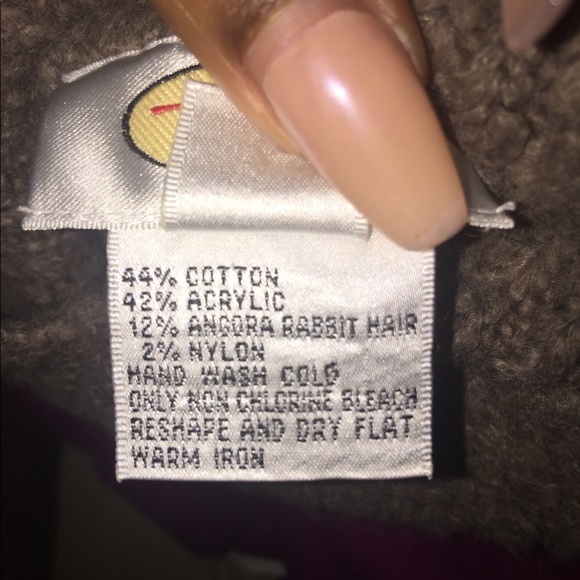 44% COTTON
42% ACRYLIC
12% ANGORA RABBIT HAIR
2% NYLON
HAND WASH COLD
ONLY NON CHLORINE BLEACH
RESHAPE AND DRY FLAT
WARM IRON